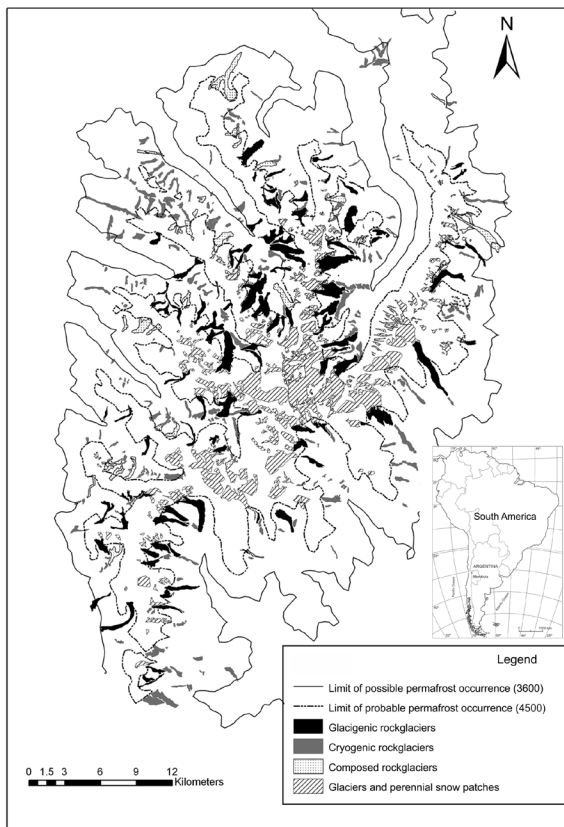 N
South America
ARGENTINA
Mendoza
Legend
Limit of possible permafrost occurrence (3600)
Limit of probable permafrost occurrence (4500)
Glacigenic rockglaciers
Cryogenic rockglaciers
Composed rockglaciers
Glaciers and perennial snow patches
0 1.5 3 6 9 12
Kilometers